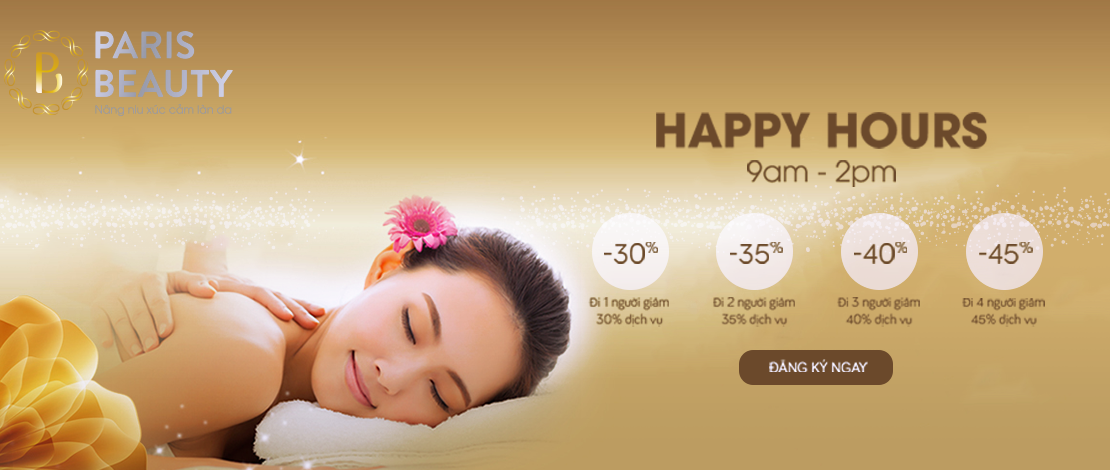 PARIS
BEAUTY
Nâng niu xúc cảm làn da
HAPPY HOURS
9am - 2pm
-30%
-35%
-40%
-45%
Đi 1 người giảm
30% dịch vụ
Đi 2 người giảm
35% dịch vụ
Đi 3 người giảm
40% dịch vụ
Đi 4 người giảm
45% dịch vụ
ĐĂNG KÝ NGAY